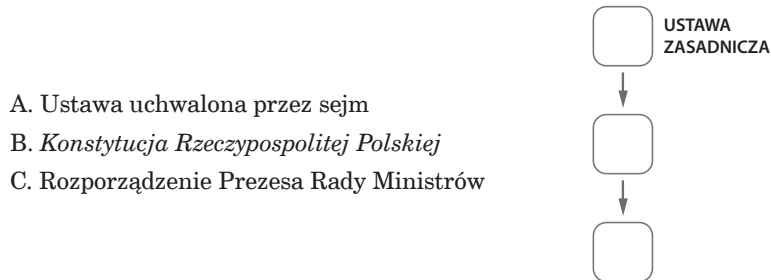 USTAWA
ZASADNICZA
A. Ustawa uchwalona przez sejm
B. Konstytucja Rzeczypospolitej Polskiej
C. Rozporządzenie Prezesa Rady Ministrów